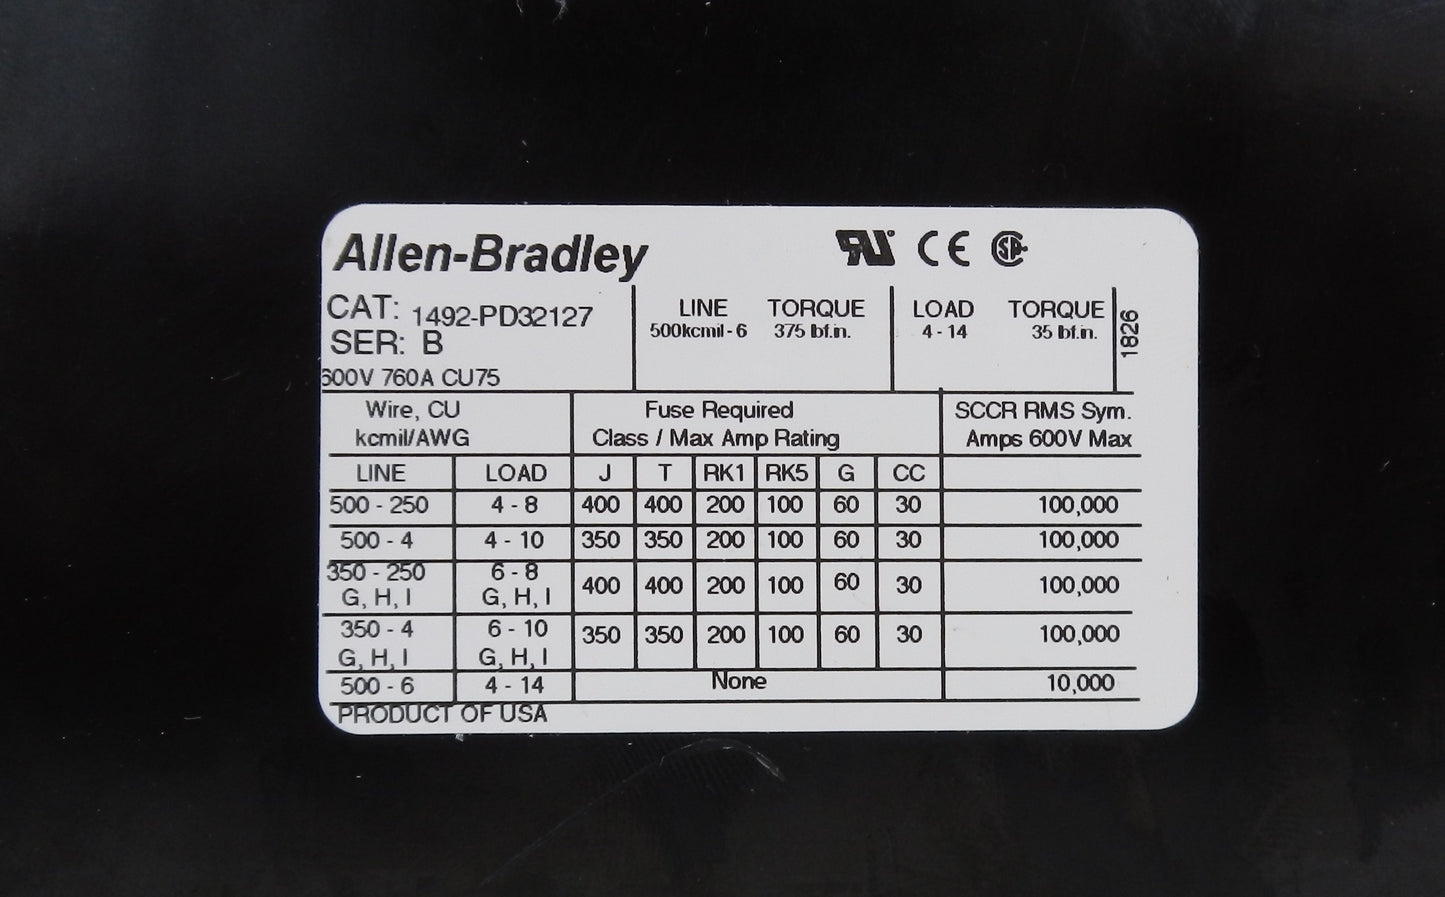 Allen-Bradley
CAT: 1492-PD32127
SER: B
600V 760A CU75
LINE TORQUE
500kcmil - 6 375 lbf.in.
LOAD TORQUE
4 - 14 35 lbf.in.
1826
Wire, CU Fuse Required SCCR RMS Sym.
kcmil/AWG Class / Max Amp Rating Amps 600V Max
LINE LOAD J T RK1 RK5 G CC
500 - 250 4 - 8 400 400 200 100 60 30 100,000
500 - 4 4 - 10 350 350 200 100 60 30 100,000
350 - 250 6 - 8
G, H, I G, H, I 400 400 200 100 60 30 100,000
350 - 4 6 - 10
G, H, I G, H, I 350 350 200 100 60 30 100,000
500 - 6 4 - 14 None 10,000
PRODUCT OF USA